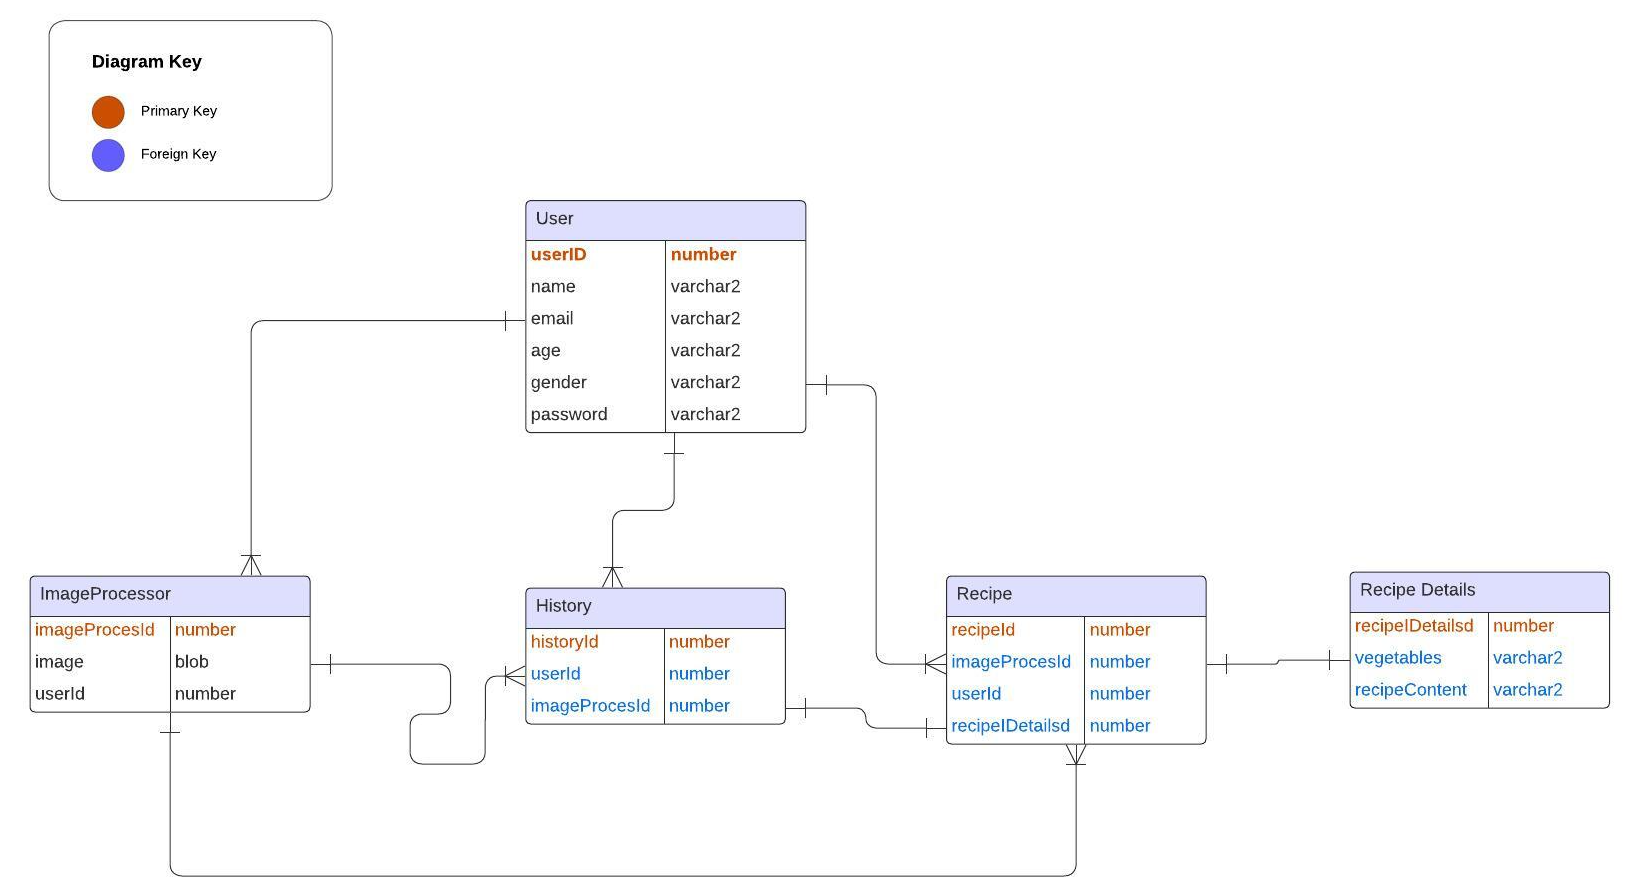 Diagram Key
Primary Key
Foreign Key
User
userID number
name varchar2
email varchar2
age varchar2
gender varchar2
password varchar2
ImageProcessor
imageProcesId number
image blob
userId number
History
historyId number
userId number
imageProcesId number
Recipe
recipeId number
imageProcesId number
userId number
recipeIDetailsd number
Recipe Details
recipeIDetailsd number
vegetables varchar2
recipeContent varchar2